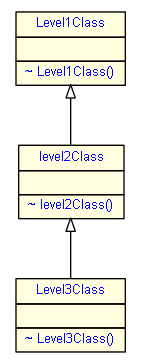 Level1Class
~ Level1Class()
level2Class
~ level2Class()
Level3Class
~ Level3Class()